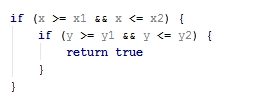 if (x >= x1 && x <= x2) {
    if (y >= y1 && y <= y2) {
        return true
    }
}